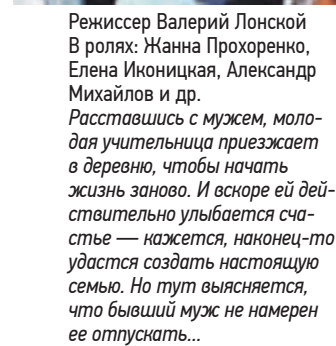 Режиссер Валерий Лонской
В ролях: Жанна Прохоренко,
Елена Иконицкая, Александр
Михайлов и др.
Расставшись с мужем, моло-
дая учительница приезжает
в деревню, чтобы начать
жизнь заново. И вскоре ей дей-
ствительно улыбается сча-
стье — кажется, наконец-то
удастся создать настоящую
семью. Но тут выясняется,
что бывший муж не намерен
ее отпускать...